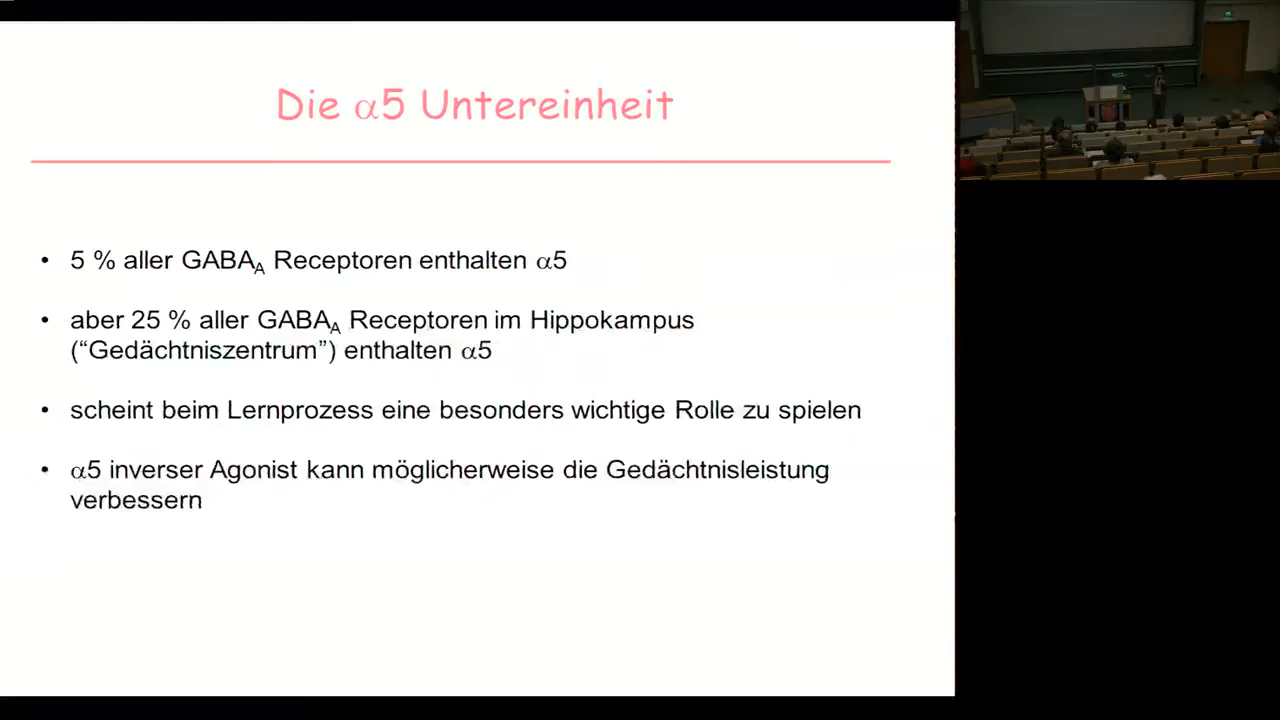 Die α5 Untereinheit
• 5 % aller GABAA Receptoren enthalten α5
• aber 25 % aller GABAA Receptoren im Hippokampus
(“Gedächtniszentrum”) enthalten α5
• scheint beim Lernprozess eine besonders wichtige Rolle zu spielen
• α5 inverser Agonist kann möglicherweise die Gedächtnisleistung
verbessern